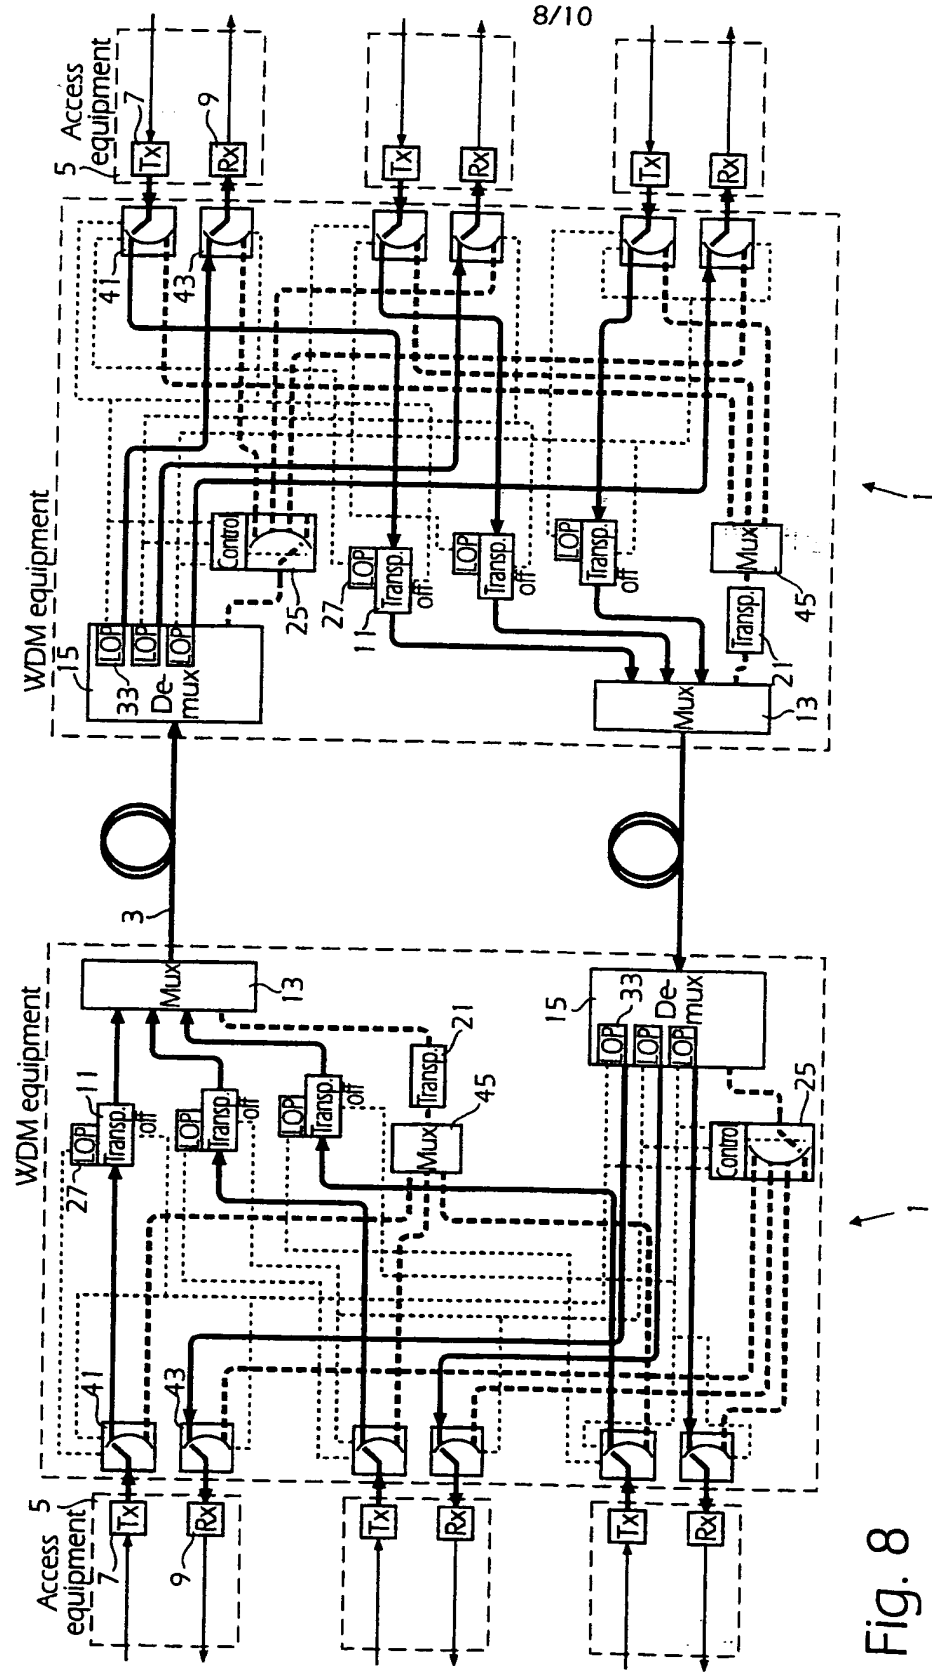 8/10
Access
equipment
5
7
Tx
9
Rx
Tx
Rx
Tx
Rx
41
43
WDM equipment
15
33
LOP
LOP
LOP
De-
mux
Control
25
27
LOP
11
Transp.
off
LOP
Transp.
off
LOP
Transp.
off
Mux
45
Transp.
21
Mux
13
1
3
WDM equipment
Mux
13
27
LOP
11
Transp.
off
LOP
Transp.
off
LOP
Transp.
off
21
Transp.
Mux
45
15
33
LOP
LOP
LOP
De-
mux
Control
25
1
41
43
Access
equipment
5
7
Tx
9
Rx
Tx
Rx
Tx
Rx
Fig. 8